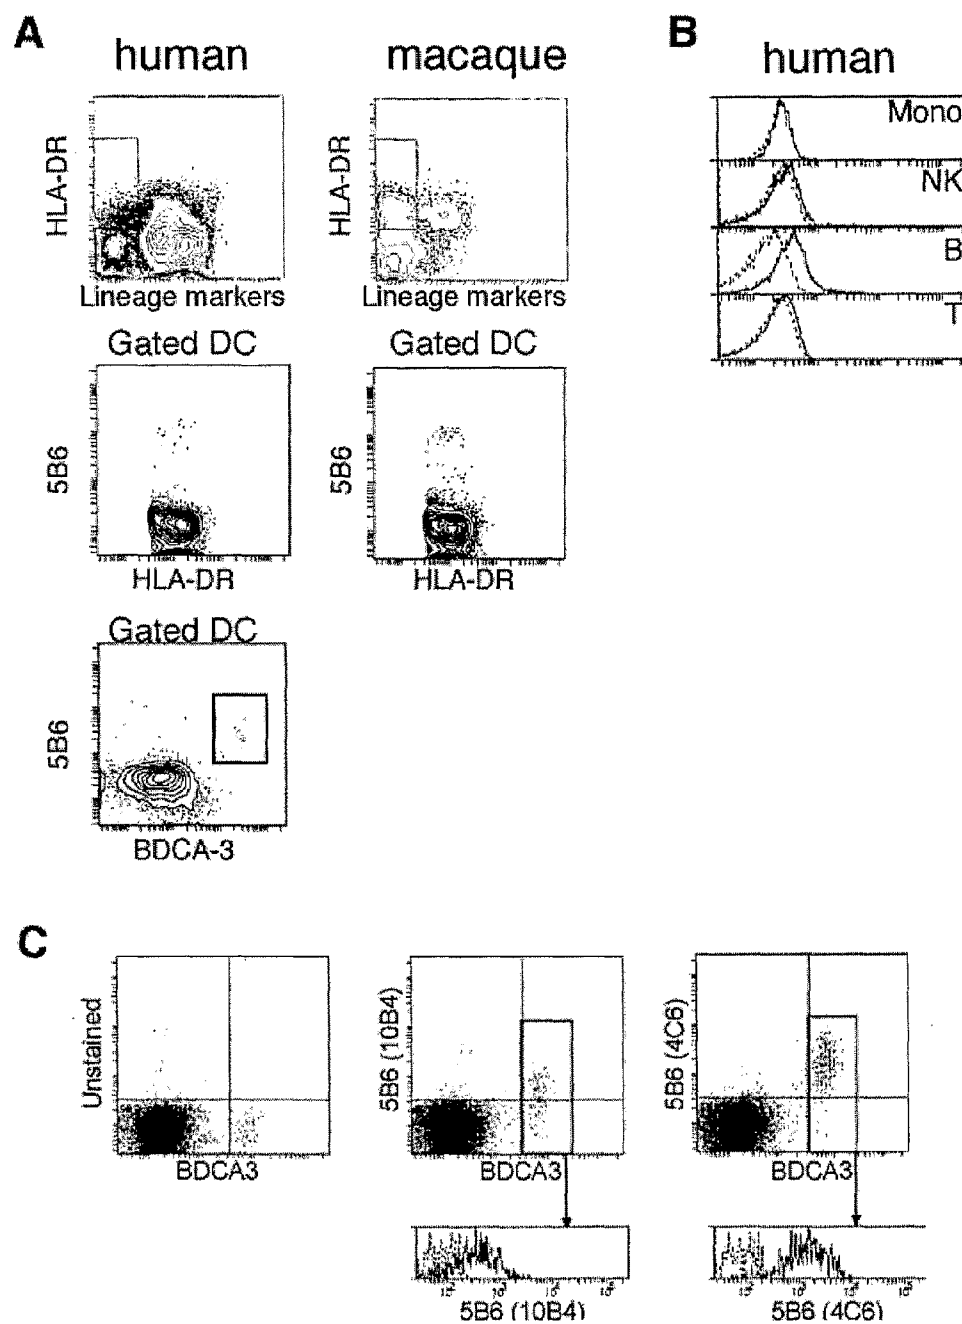 A
human
macaque
HLA-DR
Lineage markers
HLA-DR
Lineage markers
Gated DC
Gated DC
5B6
HLA-DR
5B6
HLA-DR
Gated DC
5B6
BDCA-3
B
human
Mono
NK
B
T
C
Unstained
BDCA3
5B6 (10B4)
BDCA3
5B6 (4C6)
BDCA3
5B6 (10B4)
5B6 (4C6)